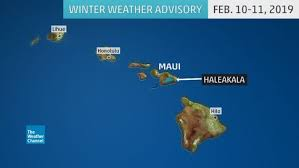 WINTER WEATHER ADVISORY
FEB. 10-11, 2019
Lihue
Honolulu
MAUI
HALEAKALA
Hilo
The
Weather
Channel